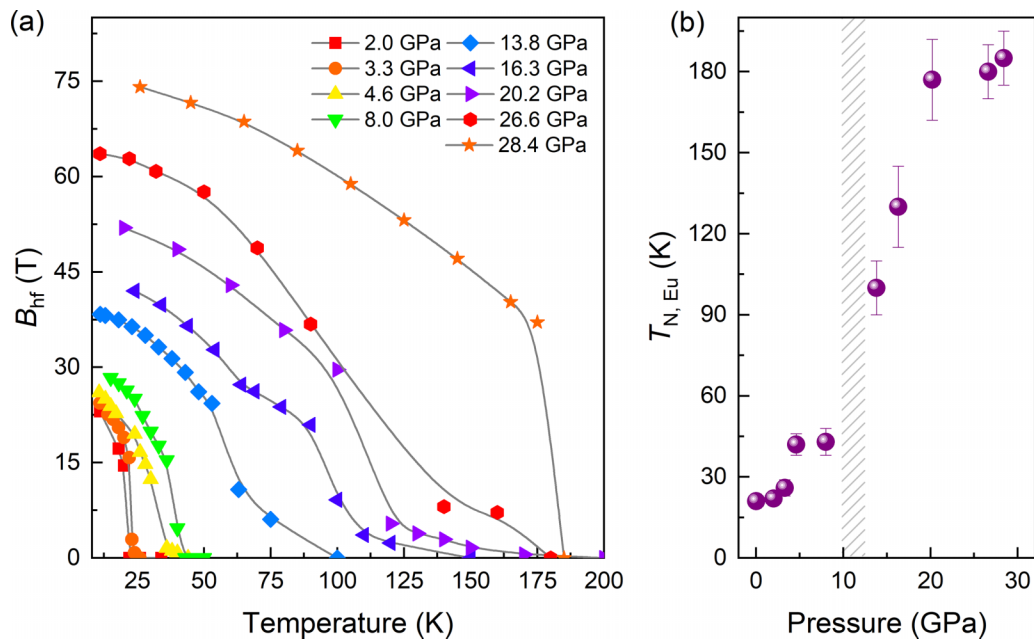 (a)
2.0 GPa
3.3 GPa
4.6 GPa
8.0 GPa
13.8 GPa
16.3 GPa
20.2 GPa
26.6 GPa
28.4 GPa
75
60
45
30
15
0
B_hf (T)
25 50 75 100 125 150 175 200
Temperature (K)
(b)
180
150
120
90
60
30
0
T_N, Eu (K)
0 10 20 30
Pressure (GPa)